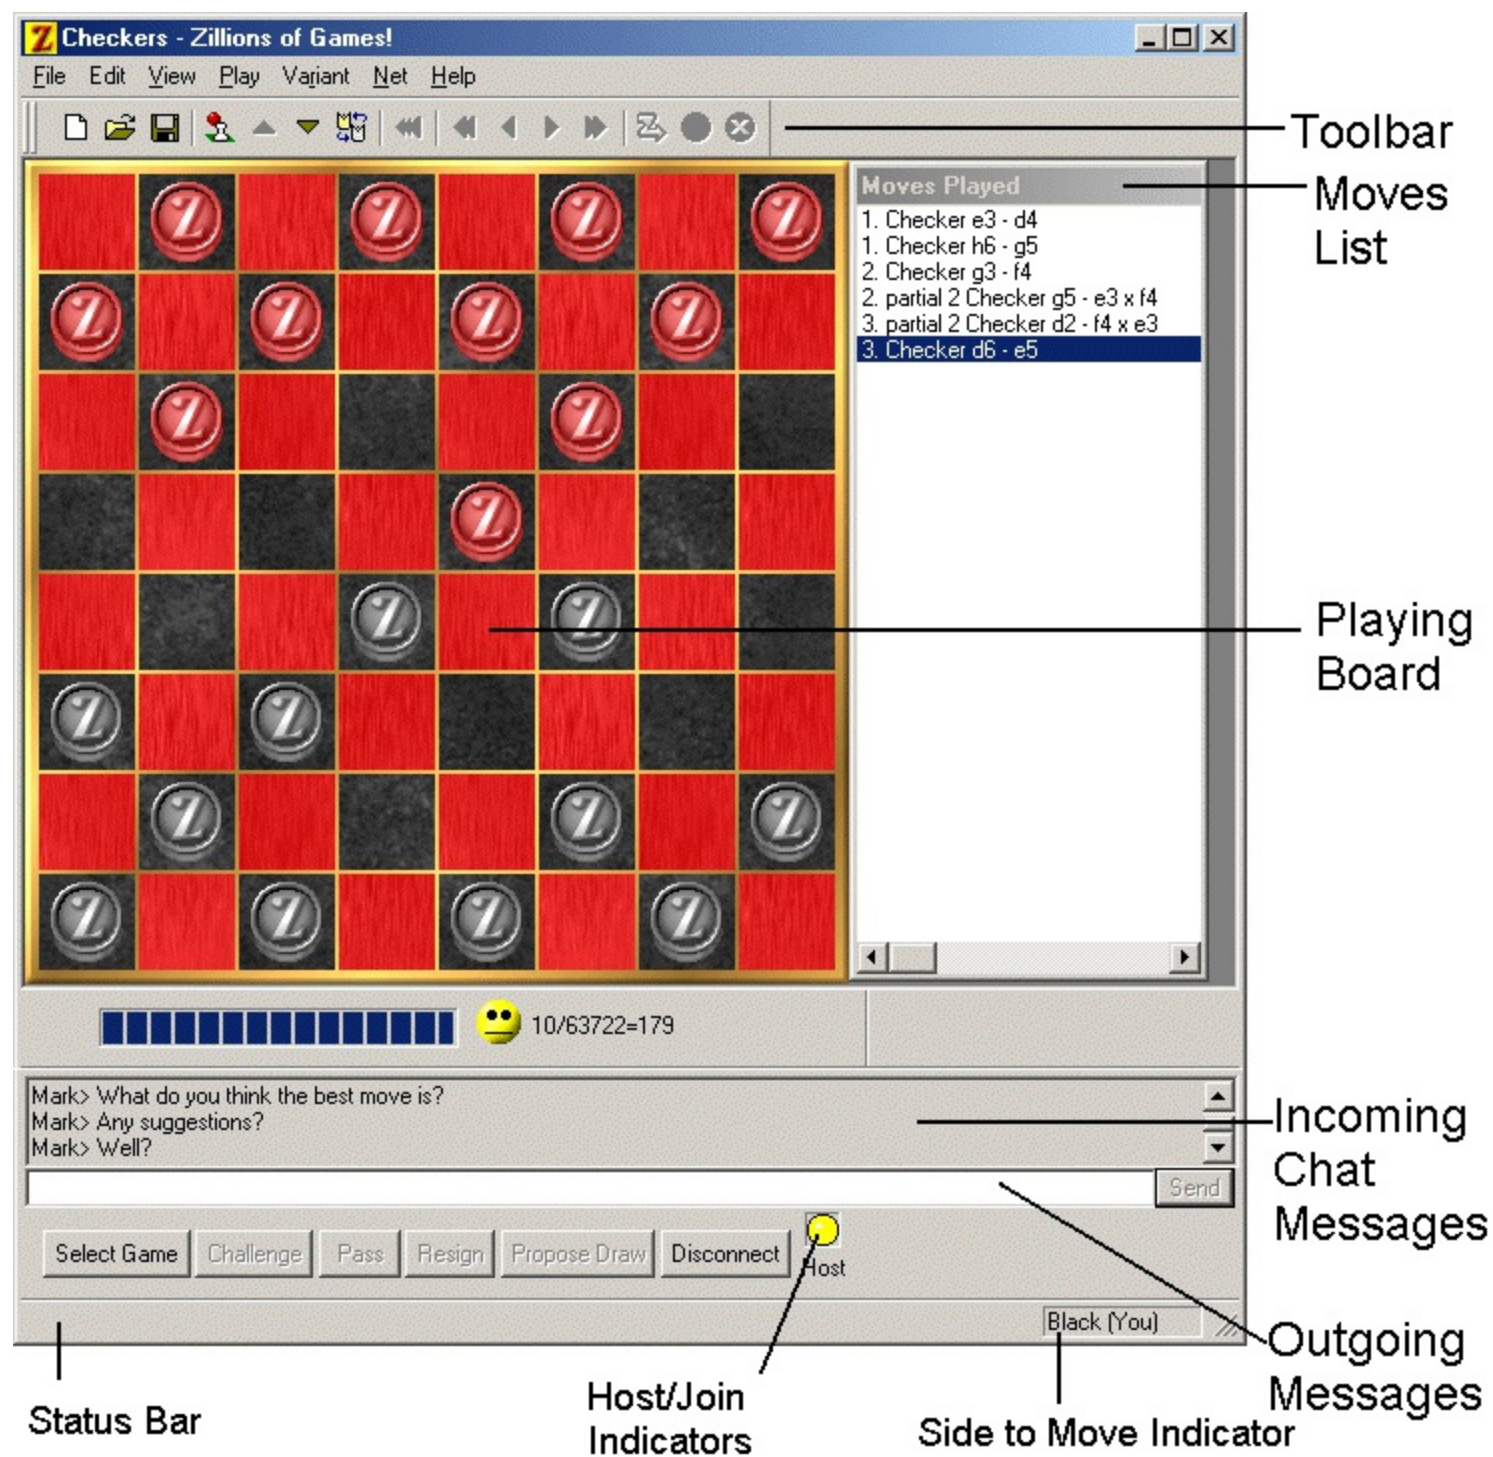 Checkers - Zillions of Games!
File Edit View Play Variant Net Help
Toolbar
Moves Played
Moves
List
1. Checker e3 - d4
1. Checker h6 - g5
2. Checker g3 - f4
2. partial 2 Checker g5 - e3 x f4
3. partial 2 Checker d2 - f4 x e3
3. Checker d6 - e5
Playing
Board
10/63722=179
Mark> What do you think the best move is?
Mark> Any suggestions?
Mark> Well?
Incoming
Chat
Messages
Send
Select Game Challenge Pass Resign Propose Draw Disconnect Host
Black (You)
Outgoing
Messages
Status Bar
Host/Join
Indicators
Side to Move Indicator